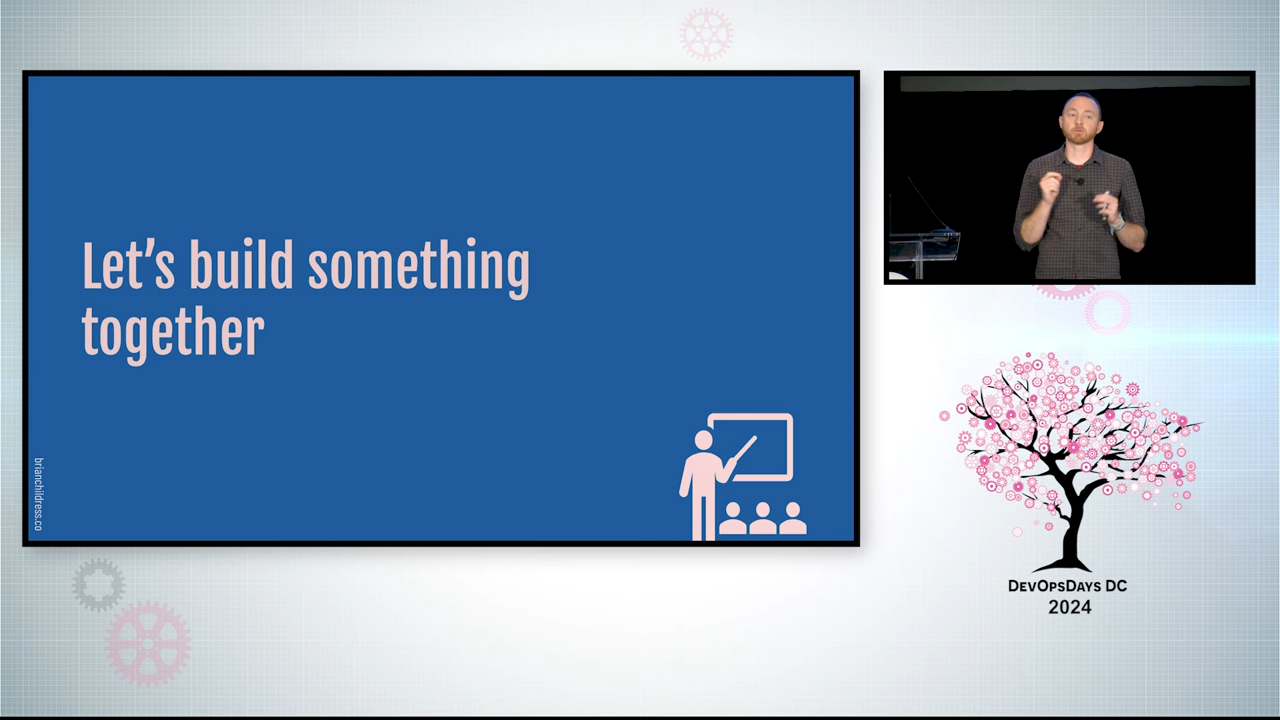 Let’s build something
together
brianchildress.co
DevOpsDays DC
2024